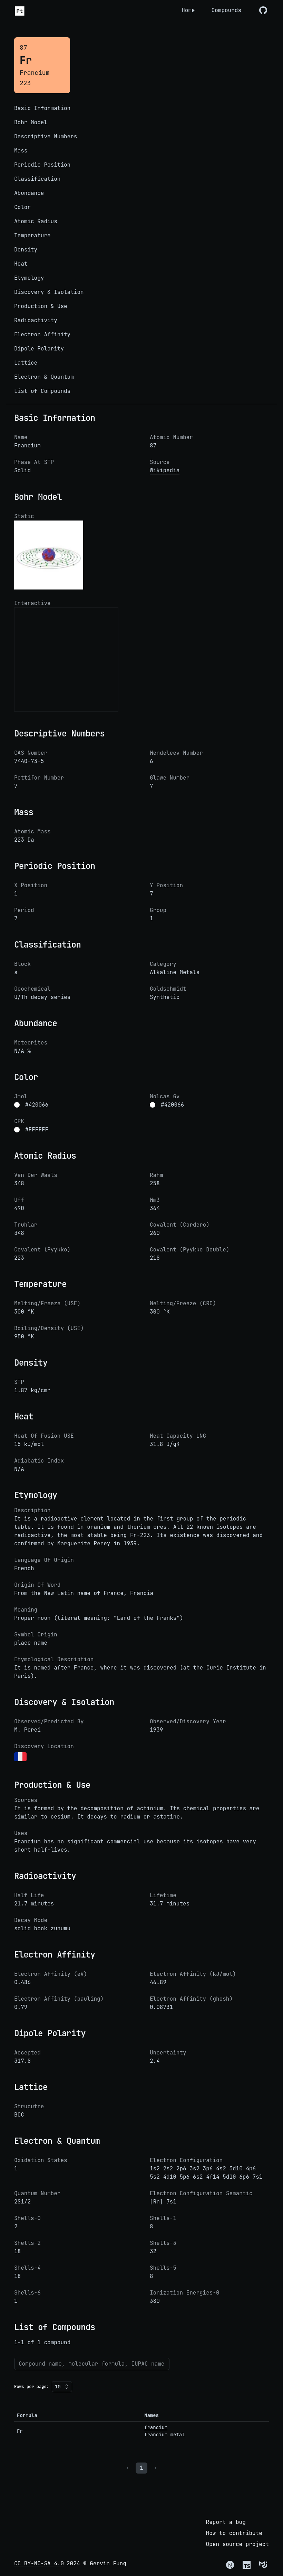 Pt
Home Compounds
87
Fr
Francium
223
Basic Information
Bohr Model
Descriptive Numbers
Mass
Periodic Position
Classification
Abundance
Color
Atomic Radius
Temperature
Density
Heat
Etymology
Discovery & Isolation
Production & Use
Radioactivity
Electron Affinity
Dipole Polarity
Lattice
Electron & Quantum
List of Compounds
Basic Information
Name Atomic Number
Francium 87
Phase At STP Source
Solid Wikipedia
Bohr Model
Static
Interactive
Descriptive Numbers
CAS Number Mendeleev Number
7440-73-5 6
Pettifor Number Glawe Number
7 7
Mass
Atomic Mass
223 Da
Periodic Position
X Position Y Position
1 7
Period Group
7 1
Classification
Block Category
s Alkaline Metals
Geochemical Goldschmidt
U/Th decay series Synthetic
Abundance
Meteorites
N/A %
Color
Jmol Molcas Gv
#420066 #420066
CPK
#FFFFFF
Atomic Radius
Van Der Waals Rahm
348 258
Uff Mm3
490 364
Truhlar Covalent (Cordero)
348 260
Covalent (Pyykko) Covalent (Pyykko Double)
223 218
Temperature
Melting/Freeze (USE) Melting/Freeze (CRC)
300 °K 300 °K
Boiling/Density (USE)
950 °K
Density
STP
1.87 kg/cm³
Heat
Heat Of Fusion USE Heat Capacity LNG
15 kJ/mol 31.8 J/gK
Adiabatic Index
N/A
Etymology
Description
It is a radioactive element located in the first group of the periodic
table. It is found in uranium and thorium ores. All 22 known isotopes are
radioactive, the most stable being Fr-223. Its existence was discovered and
confirmed by Marguerite Perey in 1939.
Language Of Origin
French
Origin Of Word
From the New Latin name of France, Francia
Meaning
Proper noun (literal meaning: "Land of the Franks")
Symbol Origin
place name
Etymological Description
It is named after France, where it was discovered (at the Curie Institute in
Paris).
Discovery & Isolation
Observed/Predicted By Observed/Discovery Year
M. Perei 1939
Discovery Location
Production & Use
Sources
It is formed by the decomposition of actinium. Its chemical properties are
similar to cesium. It decays to radium or astatine.
Uses
Francium has no significant commercial use because its isotopes have very
short half-lives.
Radioactivity
Half Life Lifetime
21.7 minutes 31.7 minutes
Decay Mode
solid book zunumu
Electron Affinity
Electron Affinity (eV) Electron Affinity (kJ/mol)
0.486 46.89
Electron Affinity (pauling) Electron Affinity (ghosh)
0.79 0.08731
Dipole Polarity
Accepted Uncertainty
317.8 2.4
Lattice
Strucutre
BCC
Electron & Quantum
Oxidation States Electron Configuration
1 1s2 2s2 2p6 3s2 3p6 4s2 3d10 4p6
5s2 4d10 5p6 6s2 4f14 5d10 6p6 7s1
Quantum Number Electron Configuration Semantic
2S1/2 [Rn] 7s1
Shells-0 Shells-1
2 8
Shells-2 Shells-3
18 32
Shells-4 Shells-5
18 8
Shells-6 Ionization Energies-0
1 380
List of Compounds
1-1 of 1 compound
Compound name, molecular formula, IUPAC name
Rows per page: 10
Formula Names
Fr francium
francium metal
‹ 1 ›
Report a bug
How to contribute
Open source project
CC BY-NC-SA 4.0 2024 © Gervin Fung
N TS